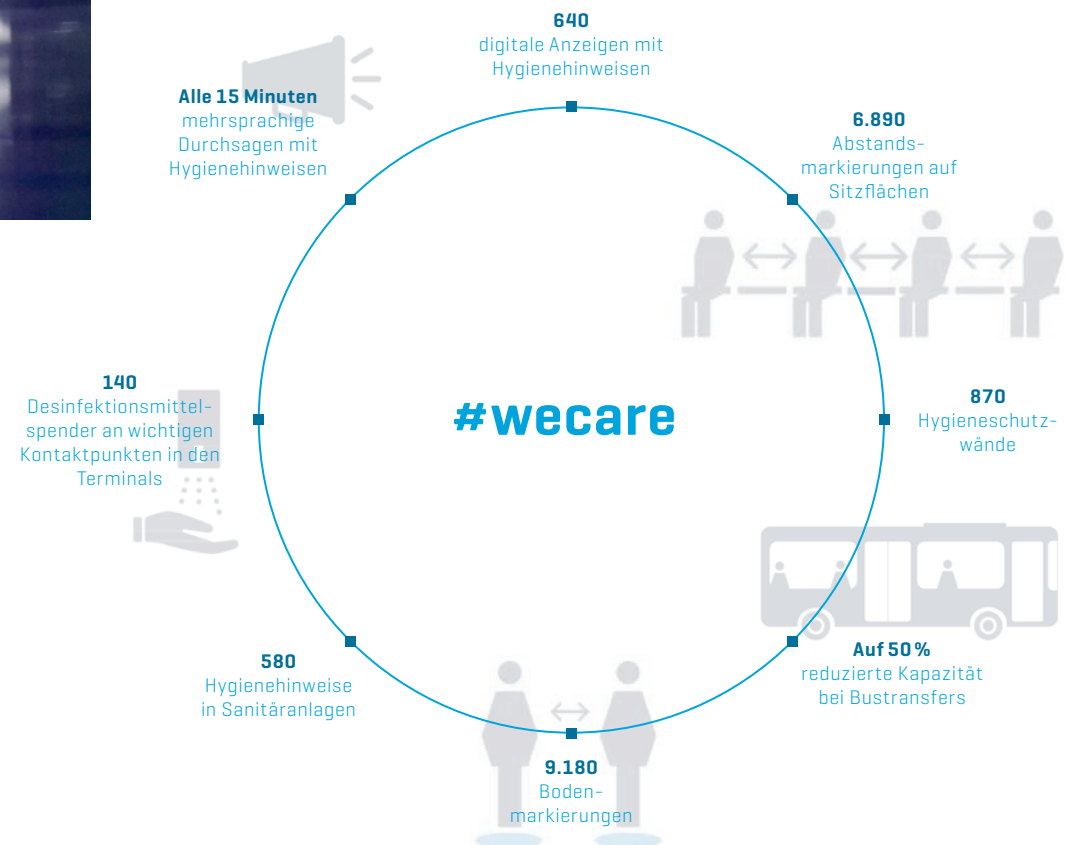 640
digitale Anzeigen mit
Hygienehinweisen
6.890
Abstands-
markierungen auf
Sitzflächen
870
Hygieneschutz-
wände
Auf 50 %
reduzierte Kapazität
bei Bustransfers
9.180
Boden-
markierungen
580
Hygienehinweise
in Sanitäranlagen
140
Desinfektionsmittel-
spender an wichtigen
Kontaktpunkten in den
Terminals
Alle 15 Minuten
mehrsprachige
Durchsagen mit
Hygienehinweisen
#wecare